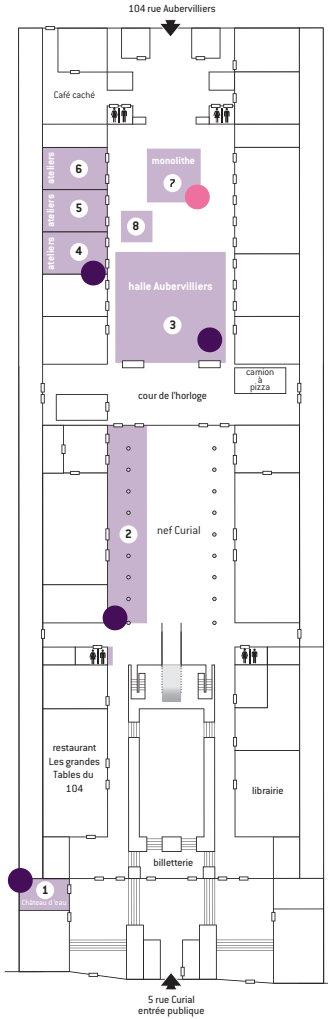 104 rue Aubervilliers
Café caché
monolithe
ateliers
6
7
ateliers
5
8
ateliers
4
halle Aubervilliers
3
camion
à
pizza
cour de l'horloge
2
nef Curial
restaurant
Les grandes
Tables du
104
librairie
billetterie
1
Château d'eau
5 rue Curial
entrée publique